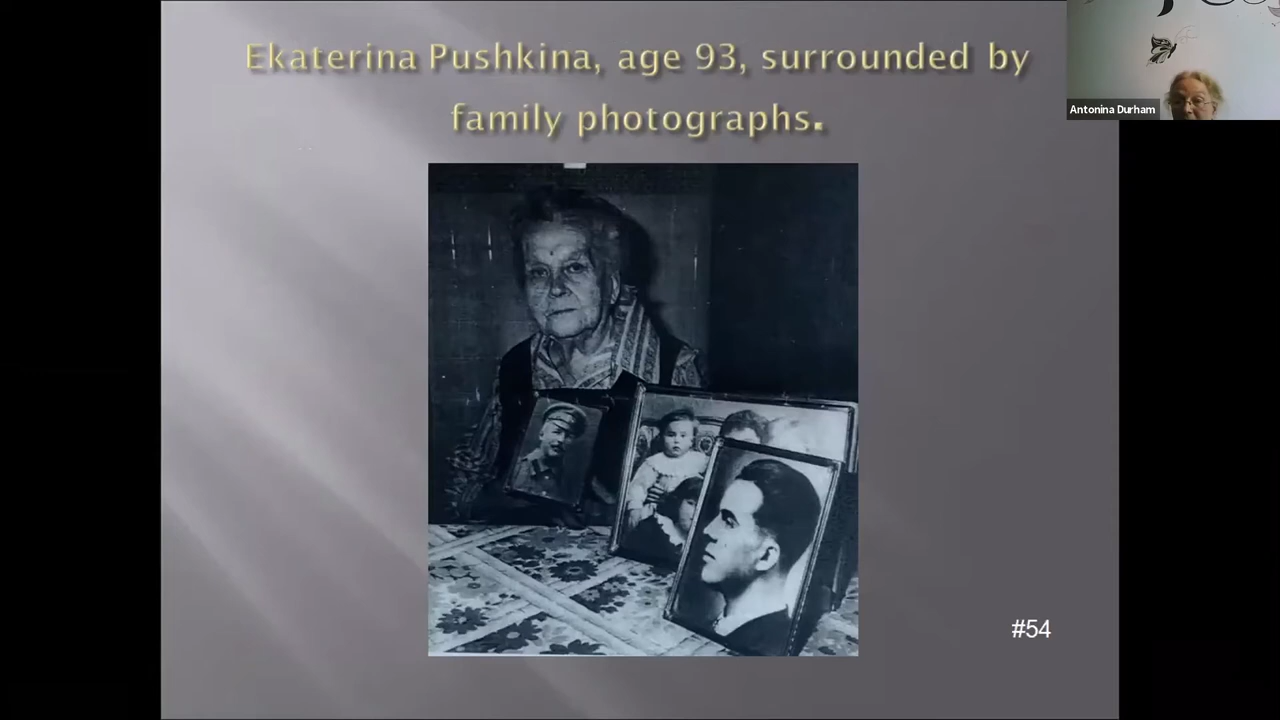 Ekaterina Pushkina, age 93, surrounded by
family photographs.
Antonina Durham
#54